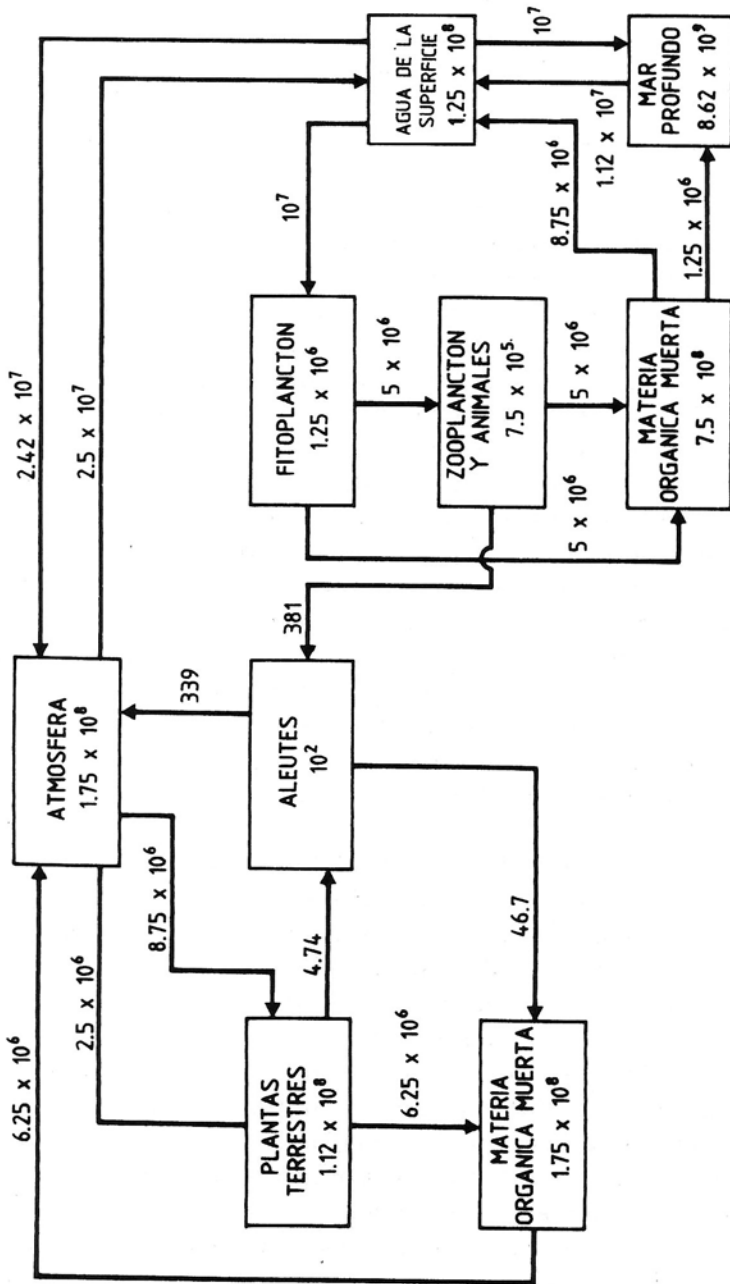 2.42 x 10⁷
2.5 x 10⁷
6.25 x 10⁶
ATMOSFERA
1.75 x 10⁸
AGUA DE LA
SUPERFICIE
1.25 x 10⁸
10⁷
1.12 x 10⁷
MAR
PROFUNDO
8.62 x 10⁹
8.75 x 10⁶
1.25 x 10⁶
10⁷
FITOPLANCTON
1.25 x 10⁶
5 x 10⁶
ZOOPLANCTON
Y ANIMALES
7.5 x 10⁵
5 x 10⁶
MATERIA
ORGANICA MUERTA
7.5 x 10⁸
5 x 10⁶
381
339
ALEUTES
10²
4.74
46.7
8.75 x 10⁶
2.5 x 10⁶
PLANTAS
TERRESTRES
1.12 x 10⁸
6.25 x 10⁶
MATERIA
ORGANICA MUERTA
1.75 x 10⁸